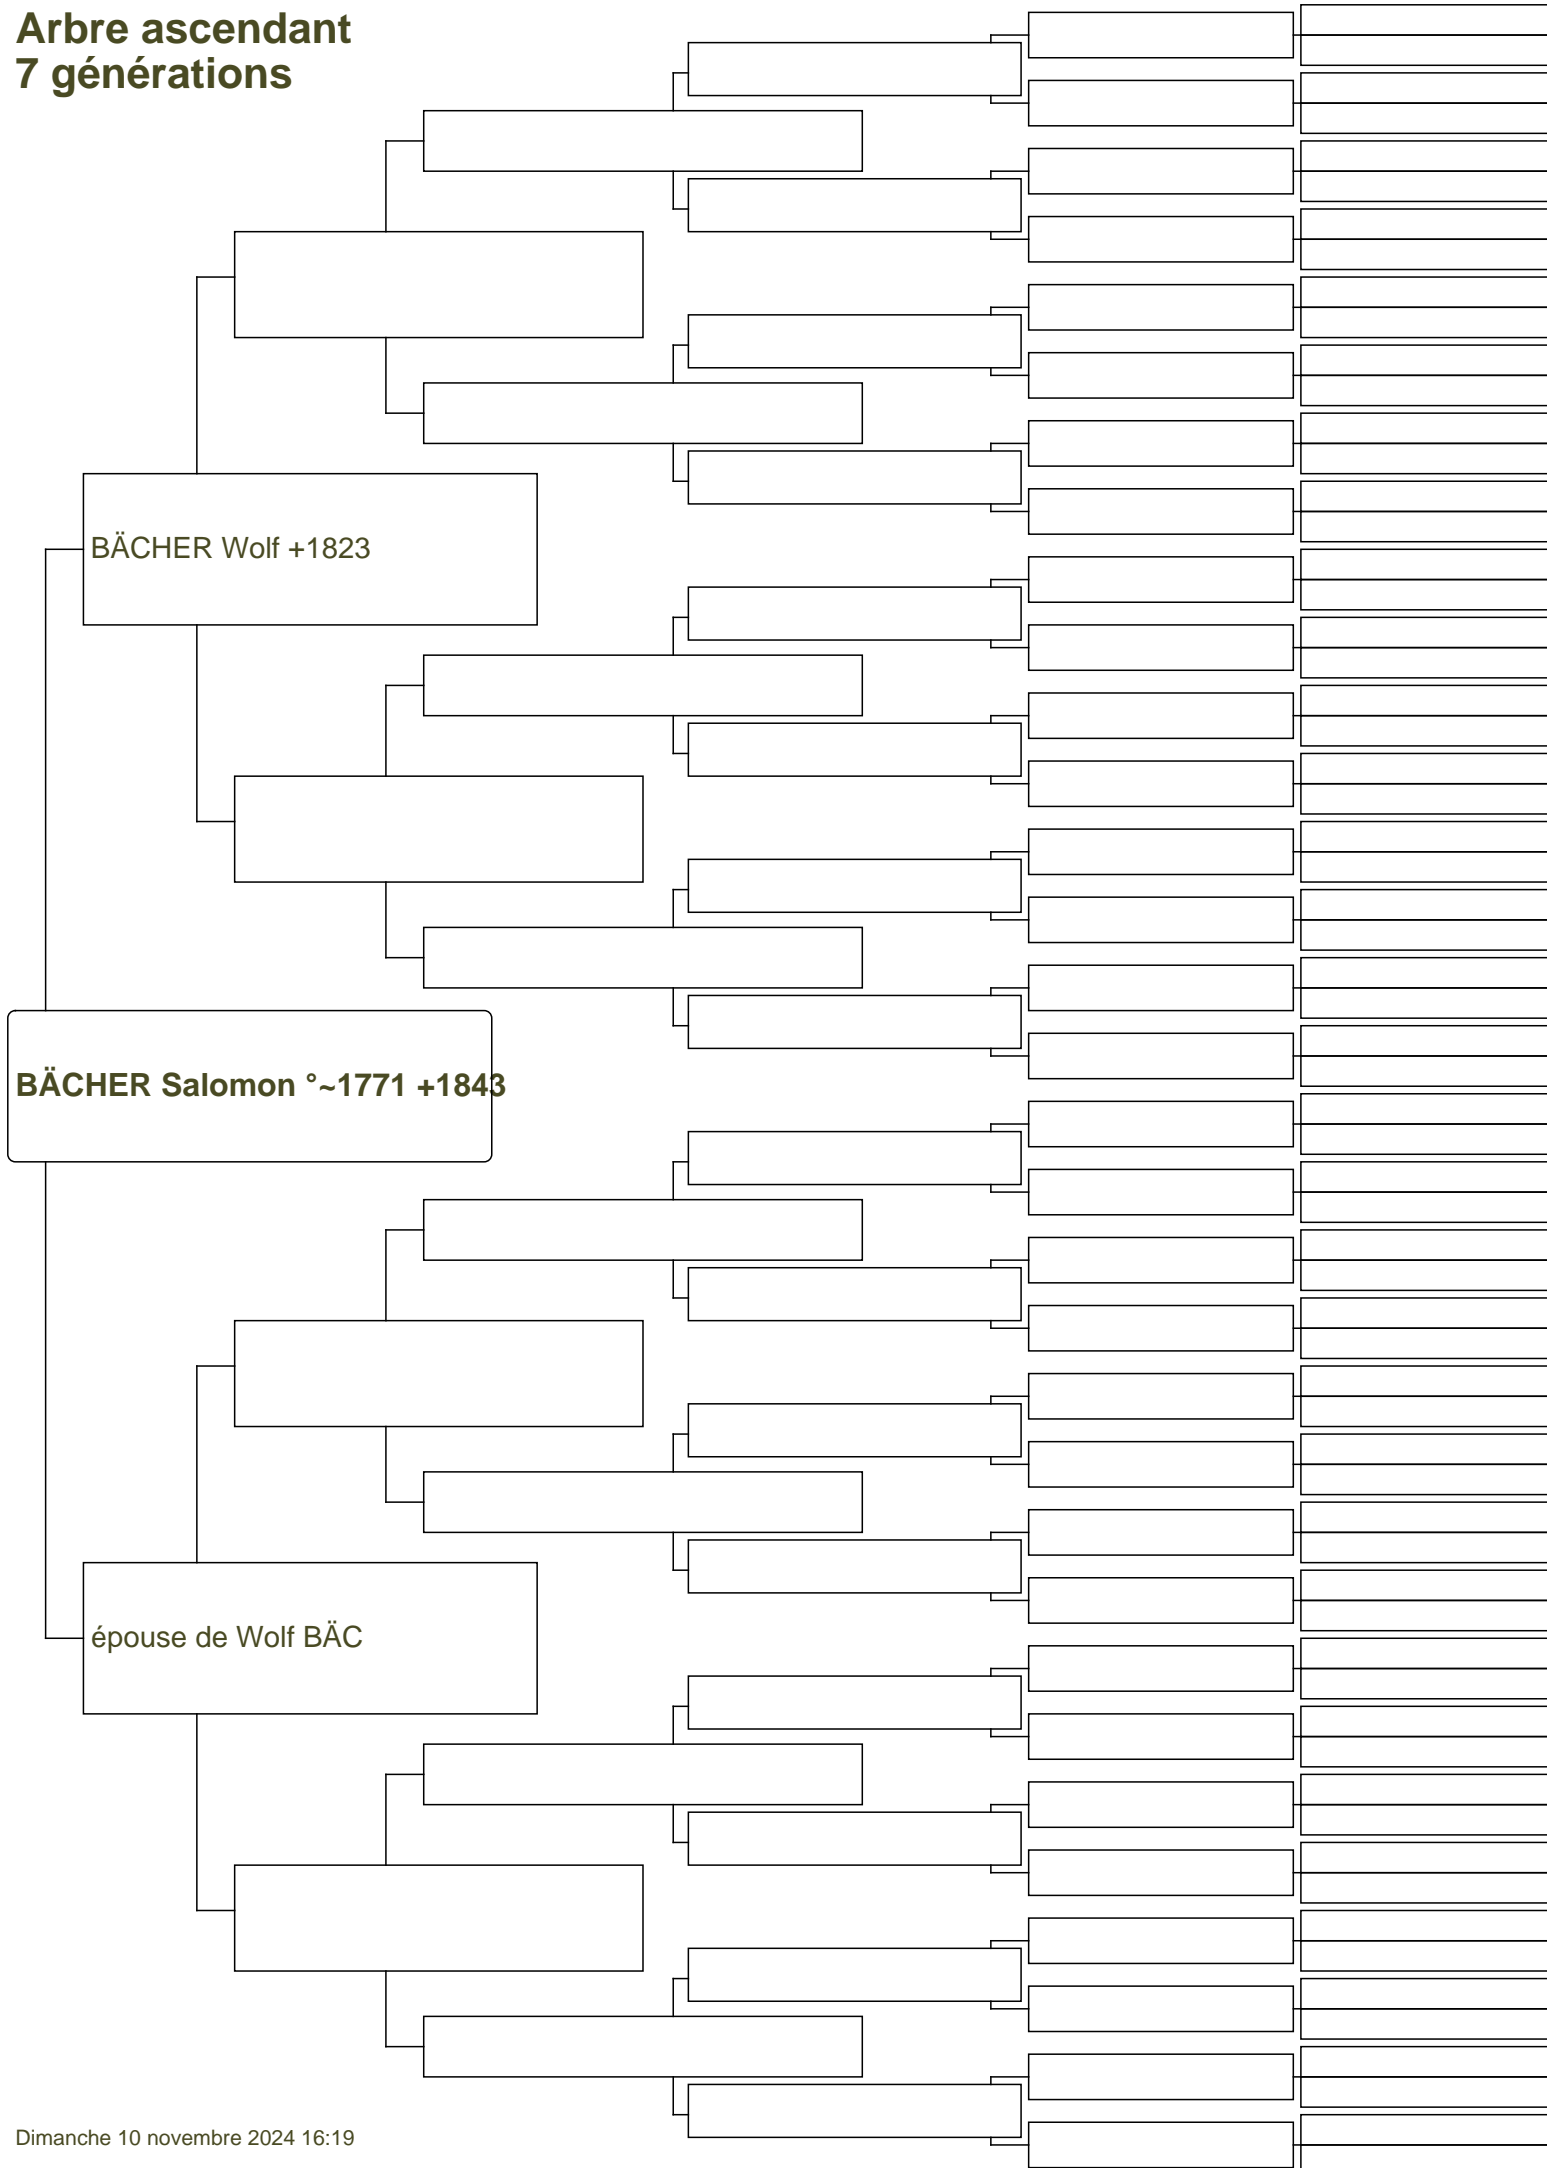 Arbre ascendant
7 générations
BÄCHER Wolf +1823
BÄCHER Salomon °~1771 +1843
épouse de Wolf BÄC
Dimanche 10 novembre 2024 16:19